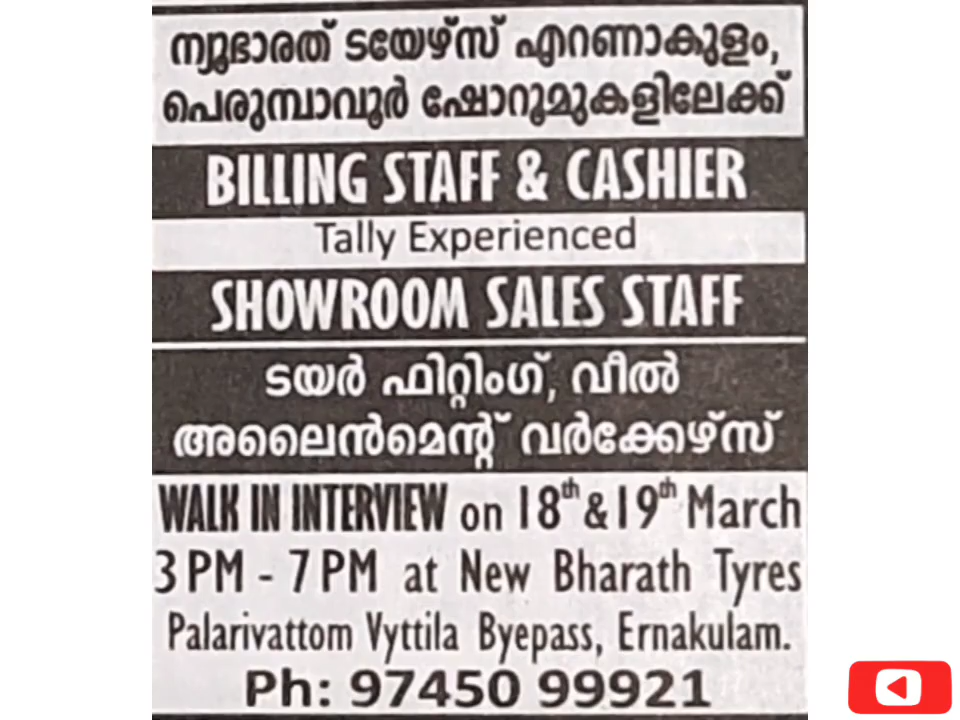 ന്യൂഭാരത് ടയേഴ്സ് എറണാകുളം,
പെരുമ്പാവൂർ ഷോറൂമുകളിലേക്ക്
BILLING STAFF & CASHIER
Tally Experienced
SHOWROOM SALES STAFF
ടയർ ഫിറ്റിംഗ്, വീൽ
അലൈൻമെന്റ് വർക്കേഴ്സ്
WALK IN INTERVIEW on 18th & 19th March
3 PM - 7 PM at New Bharath Tyres
Palarivattom Vyttila Byepass, Ernakulam.
Ph: 97450 99921